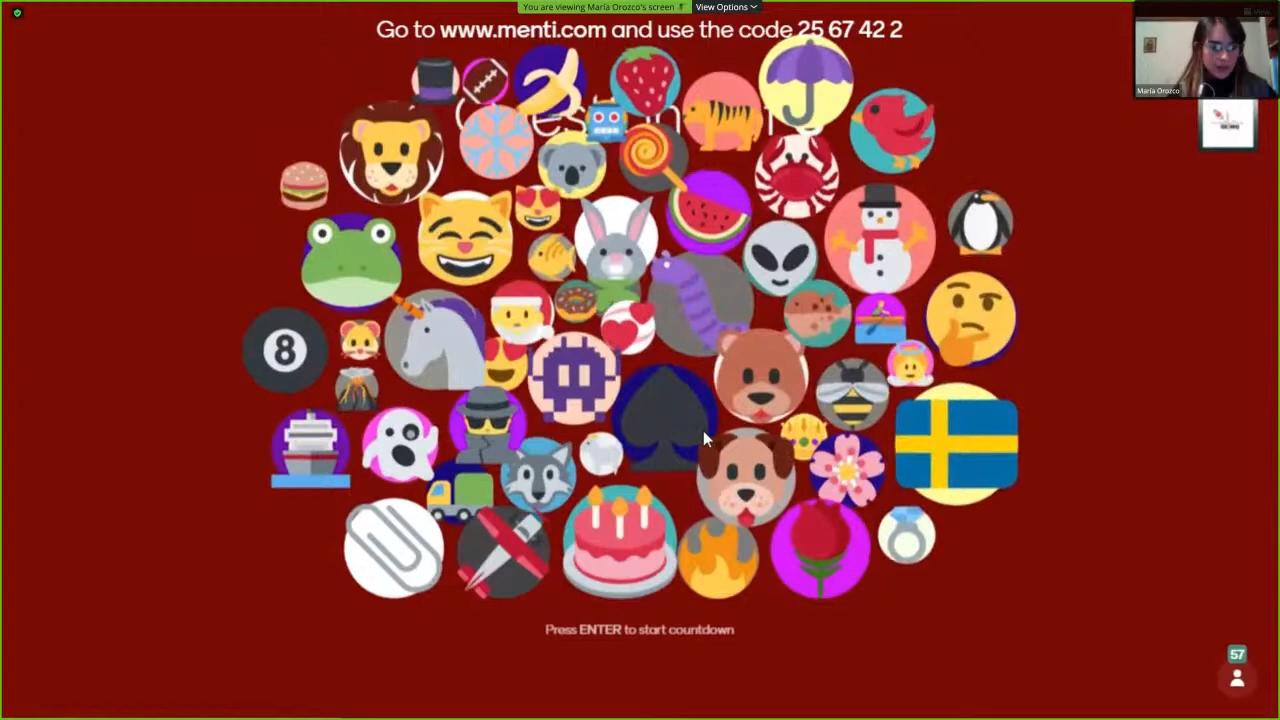 You are viewing María Orozco's screen
View Options
View
Go to www.menti.com and use the code 25 67 42 2
María Orozco
8
Press ENTER to start countdown
57